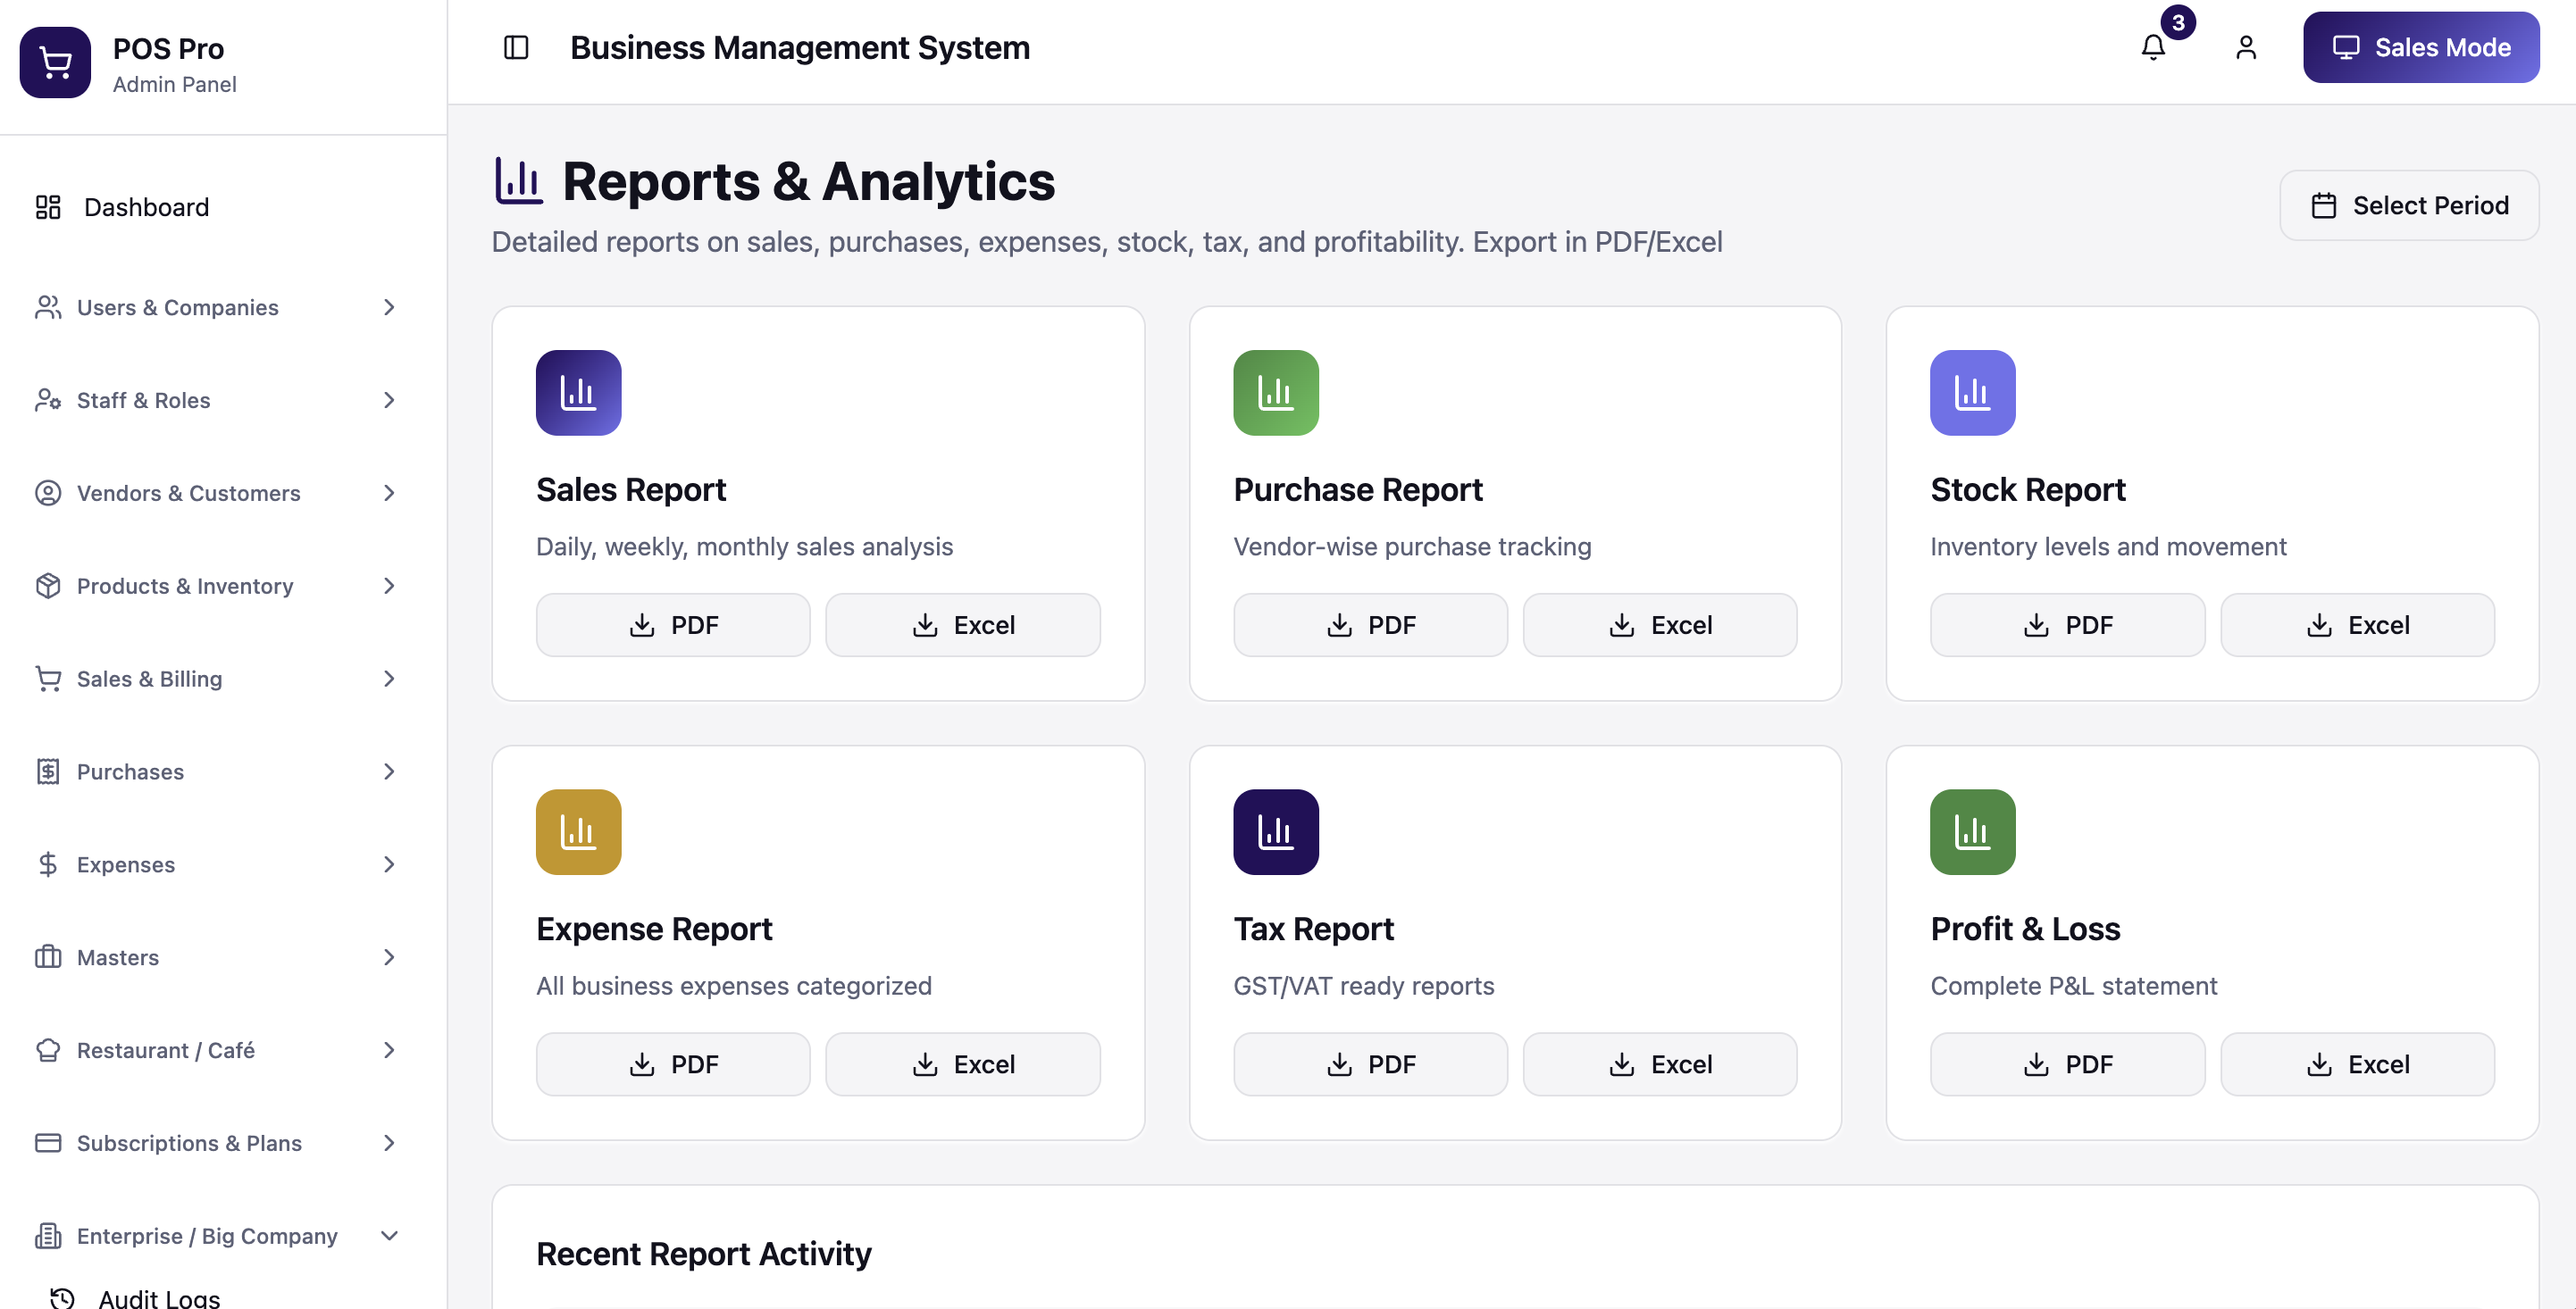 POS Pro
Admin Panel
Dashboard
Users & Companies
Staff & Roles
Vendors & Customers
Products & Inventory
Sales & Billing
Purchases
Expenses
Masters
Restaurant / Café
Subscriptions & Plans
Enterprise / Big Company
Audit Logs
Business Management System
3
Sales Mode
Reports & Analytics
Detailed reports on sales, purchases, expenses, stock, tax, and profitability. Export in PDF/Excel
Select Period
Sales Report
Daily, weekly, monthly sales analysis
PDF Excel
Purchase Report
Vendor-wise purchase tracking
PDF Excel
Stock Report
Inventory levels and movement
PDF Excel
Expense Report
All business expenses categorized
PDF Excel
Tax Report
GST/VAT ready reports
PDF Excel
Profit & Loss
Complete P&L statement
PDF Excel
Recent Report Activity